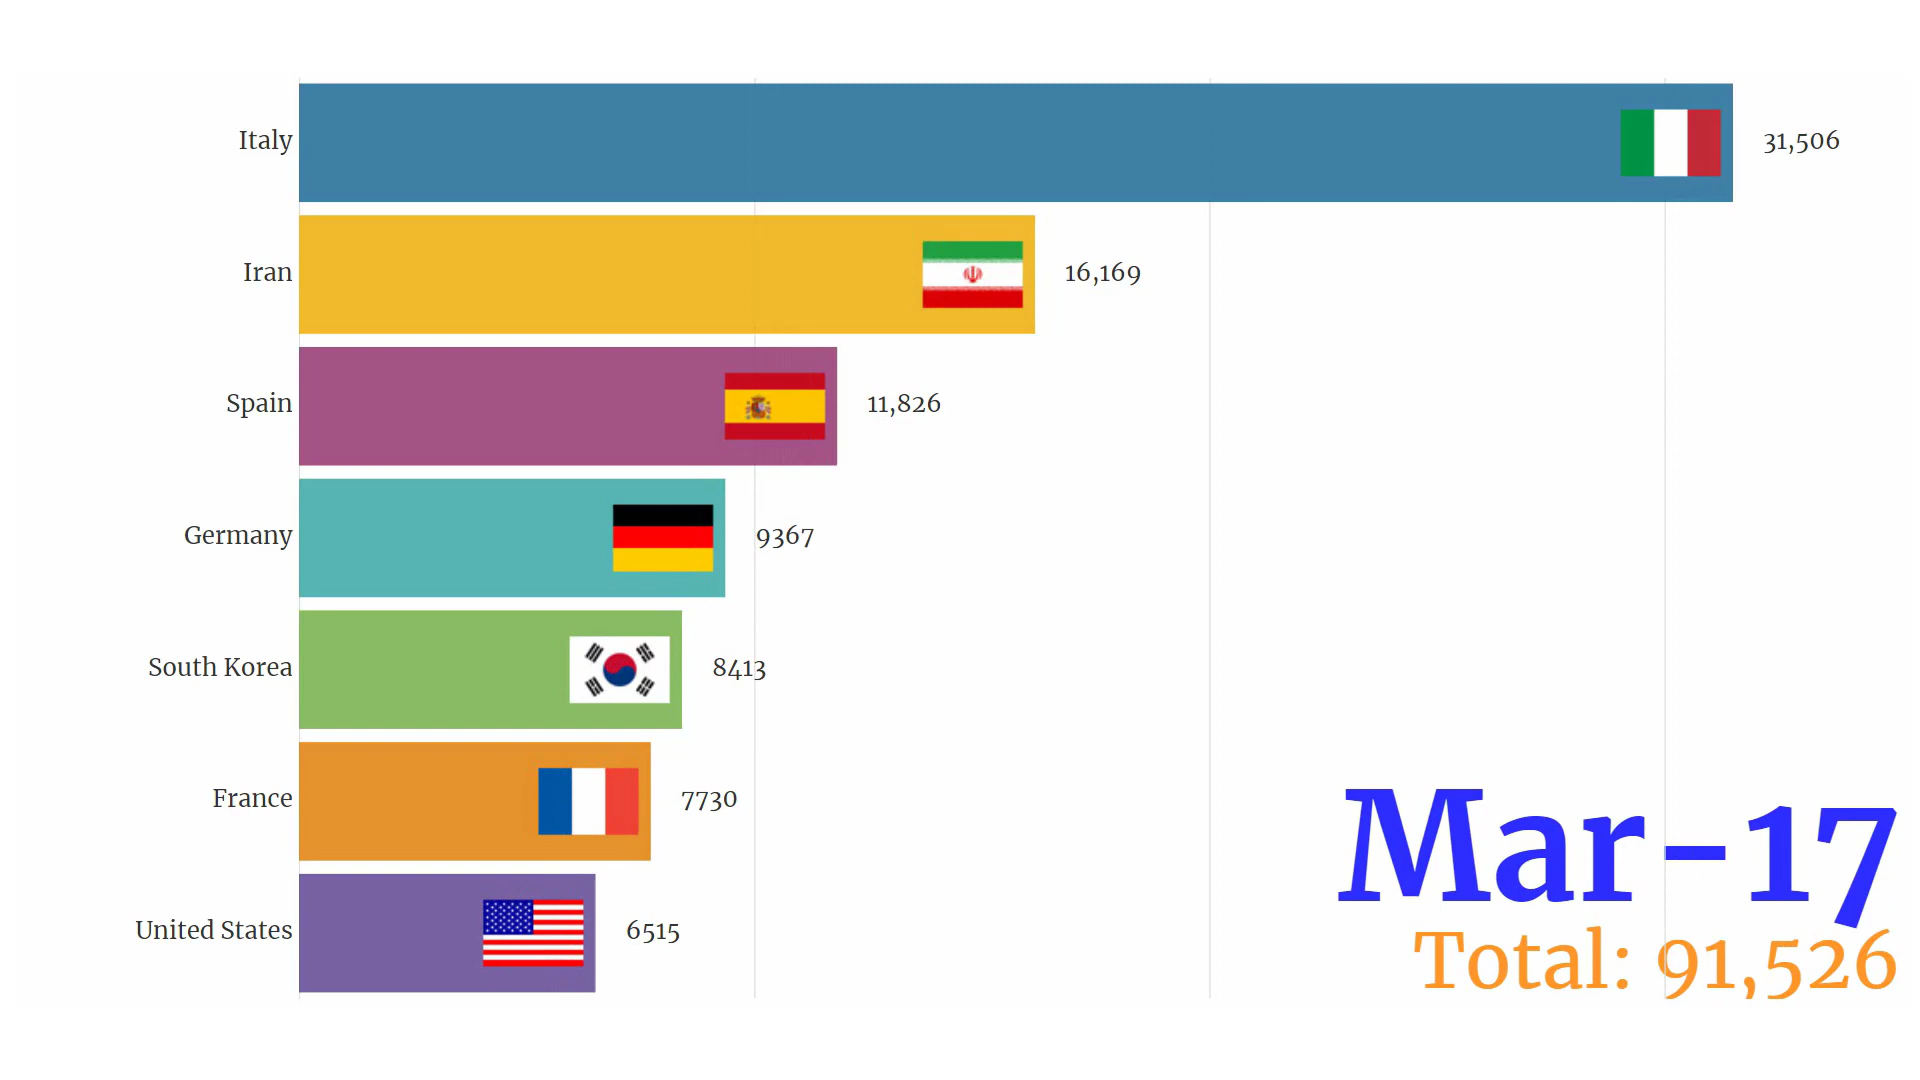 Italy 31,506
Iran 16,169
Spain 11,826
Germany 9367
South Korea 8413
France 7730
United States 6515
Mar-17
Total: 91,526